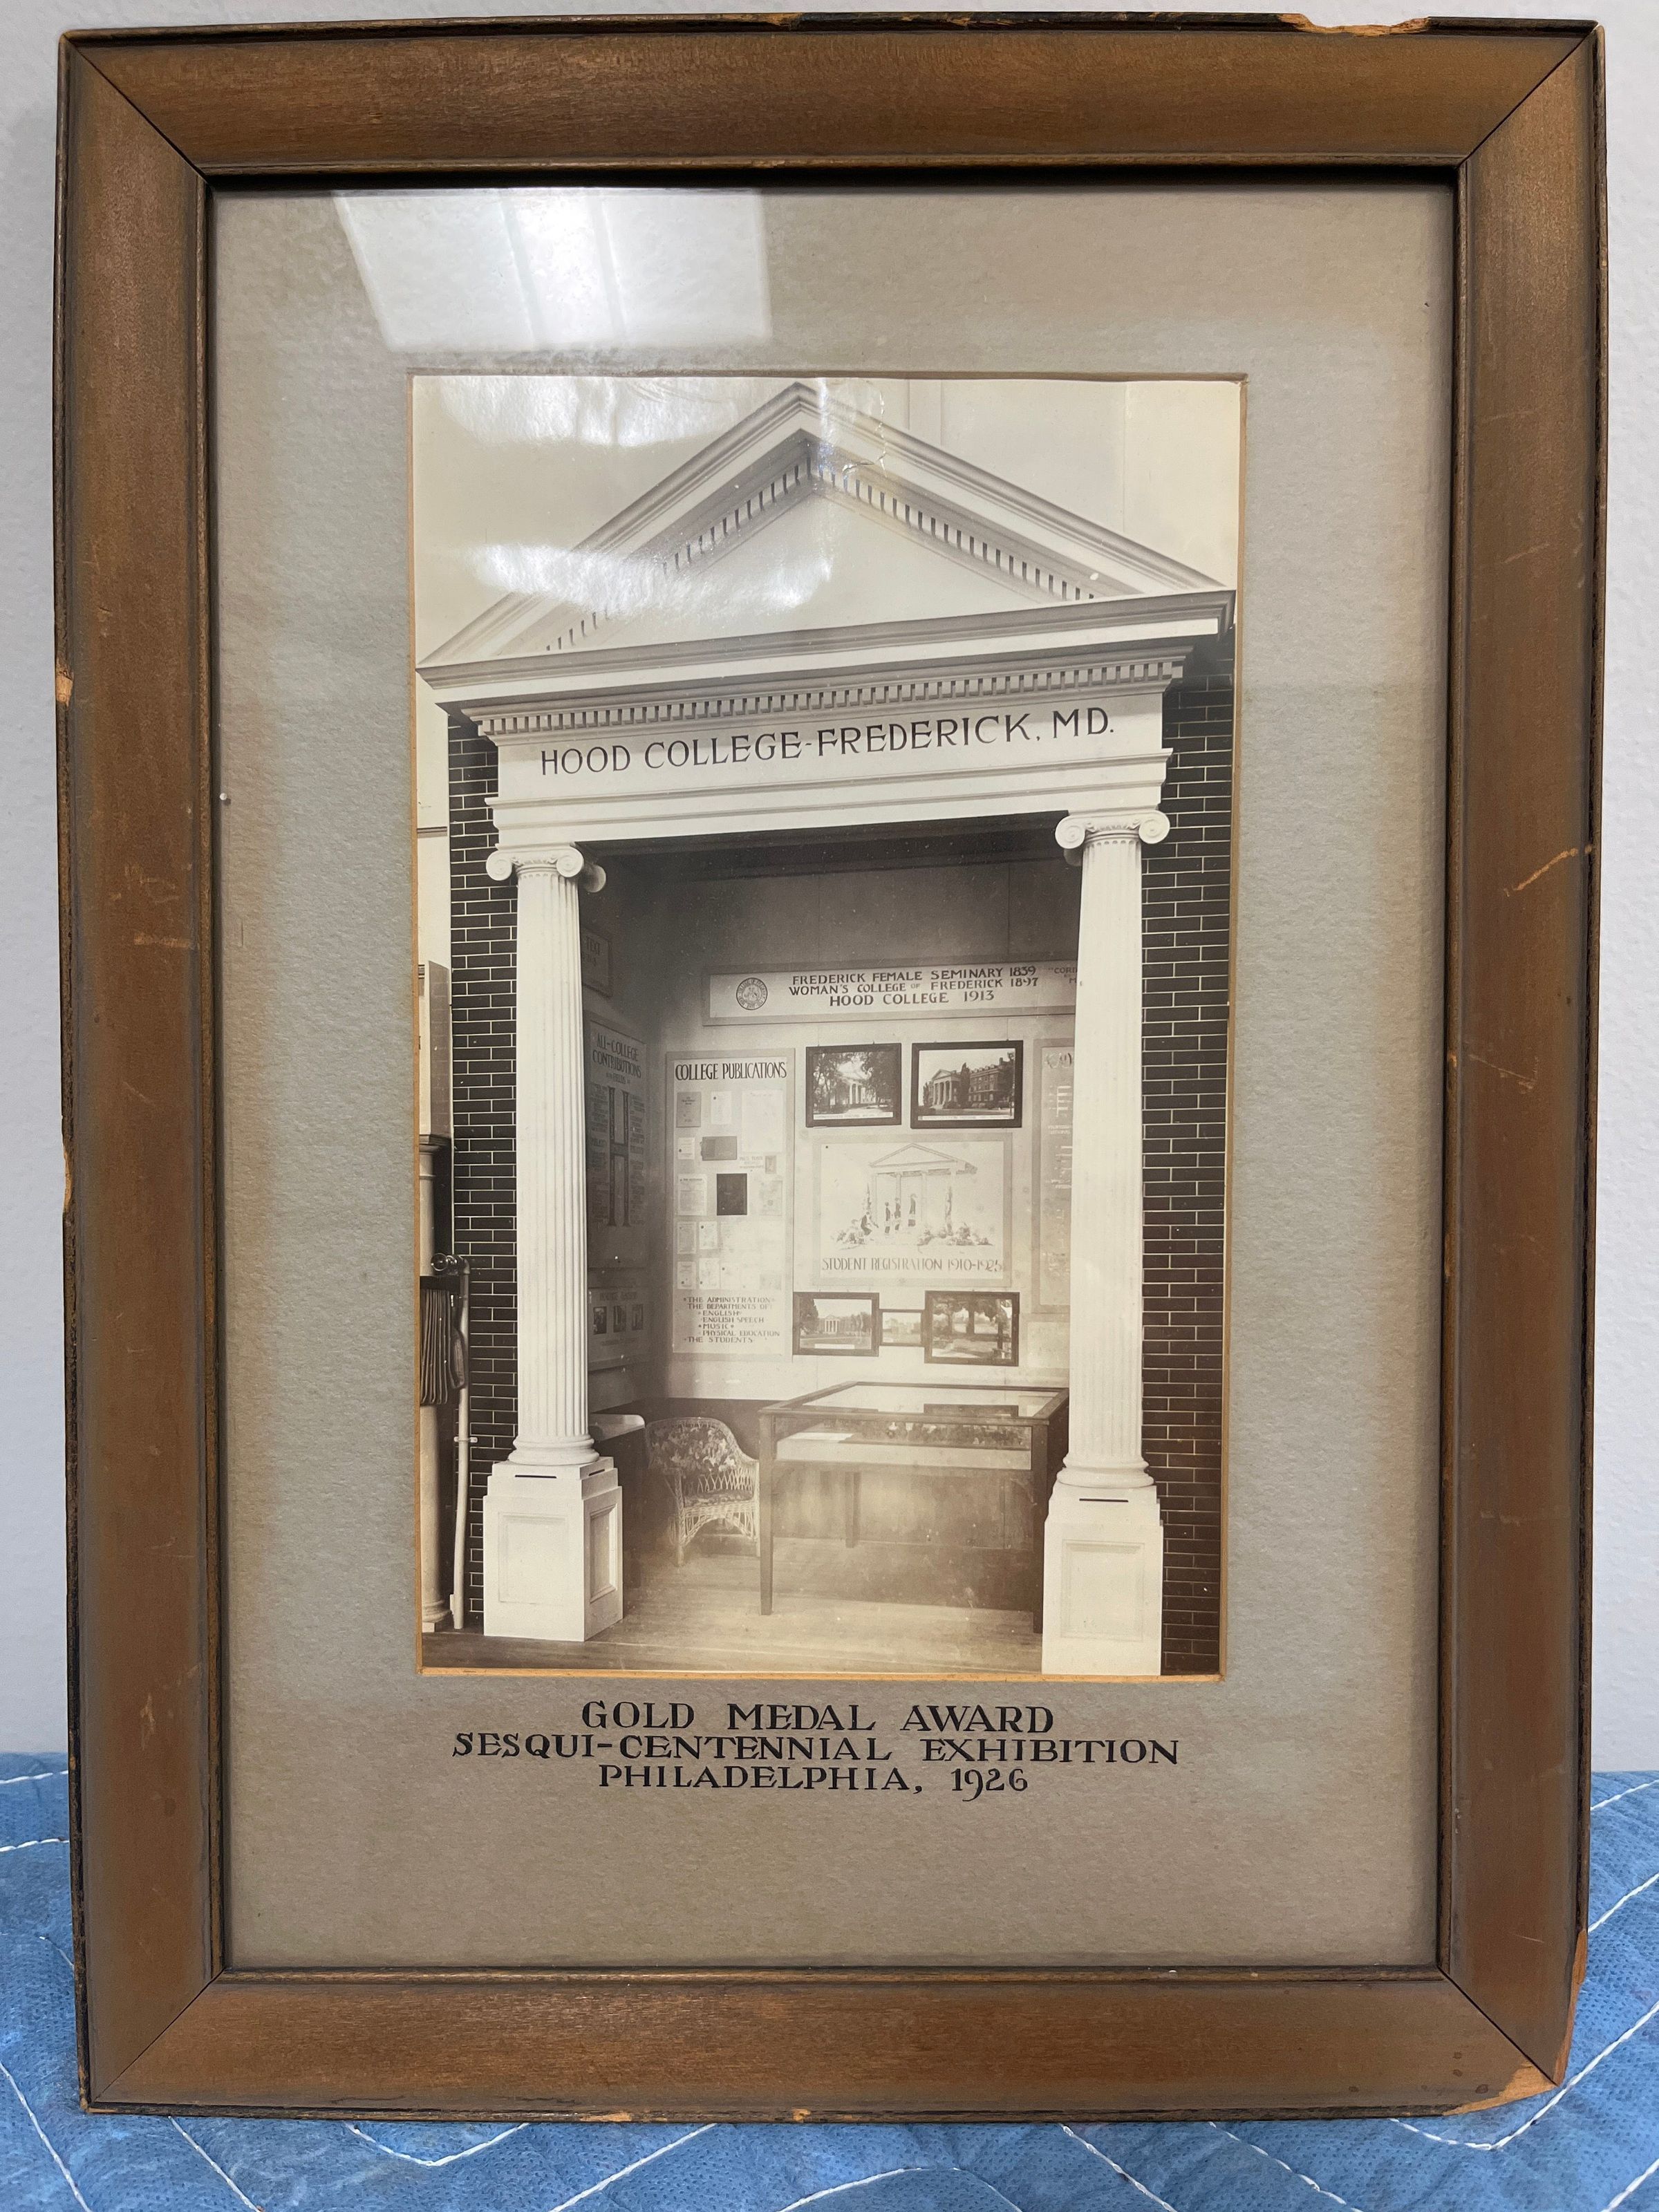 HOOD COLLEGE-FREDERICK, MD.
FREDERICK FEMALE SEMINARY 1839
WOMAN'S COLLEGE OF FREDERICK 1897
HOOD COLLEGE 1913
ALL-COLLEGE
CONTRIBUTIONS
COLLEGE PUBLICATIONS
STUDENT REGISTRATION 1910-1925
THE ADMINISTRATION
THE DEPARTMENTS OF:
ENGLISH
ENGLISH SPEECH
MUSIC
PHYSICAL EDUCATION
THE STUDENTS
GOLD MEDAL AWARD
SESQUI-CENTENNIAL EXHIBITION
PHILADELPHIA, 1926